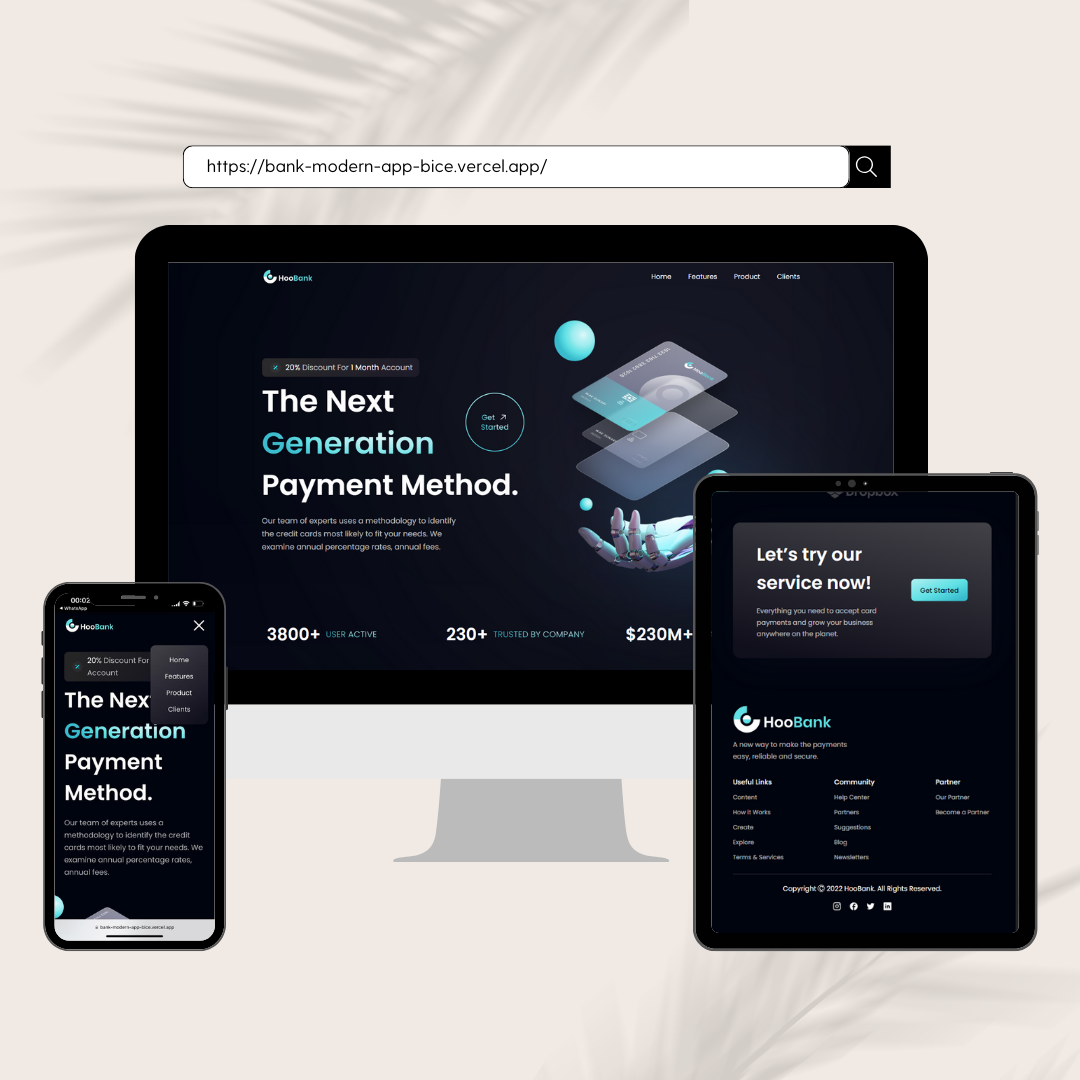 https://bank-modern-app-bice.vercel.app/
HooBank
Home Features Product Clients
20% Discount For 1 Month Account
The Next
Generation
Payment Method.
Get
Started
Our team of experts uses a methodology to identify
the credit cards most likely to fit your needs. We
examine annual percentage rates, annual fees.
3800+ USER ACTIVE
230+ TRUSTED BY COMPANY
$230M+
HooBank
00:02
WhatsApp
HooBank
20% Discount For
Account
Home
Features
Product
Clients
The Next
Generation
Payment
Method.
Our team of experts uses a
methodology to identify the credit
cards most likely to fit your needs. We
examine annual percentage rates,
annual fees.
bank-modern-app-bice.vercel.app
Dropbox
Let's try our
service now!
Everything you need to accept card
payments and grow your business
anywhere on the planet.
Get Started
HooBank
A new way to make the payments
easy, reliable and secure.
Useful Links
Content
How it Works
Create
Explore
Terms & Services
Community
Help Center
Partners
Suggestions
Blog
Newsletters
Partner
Our Partner
Become a Partner
Copyright © 2022 HooBank. All Rights Reserved.